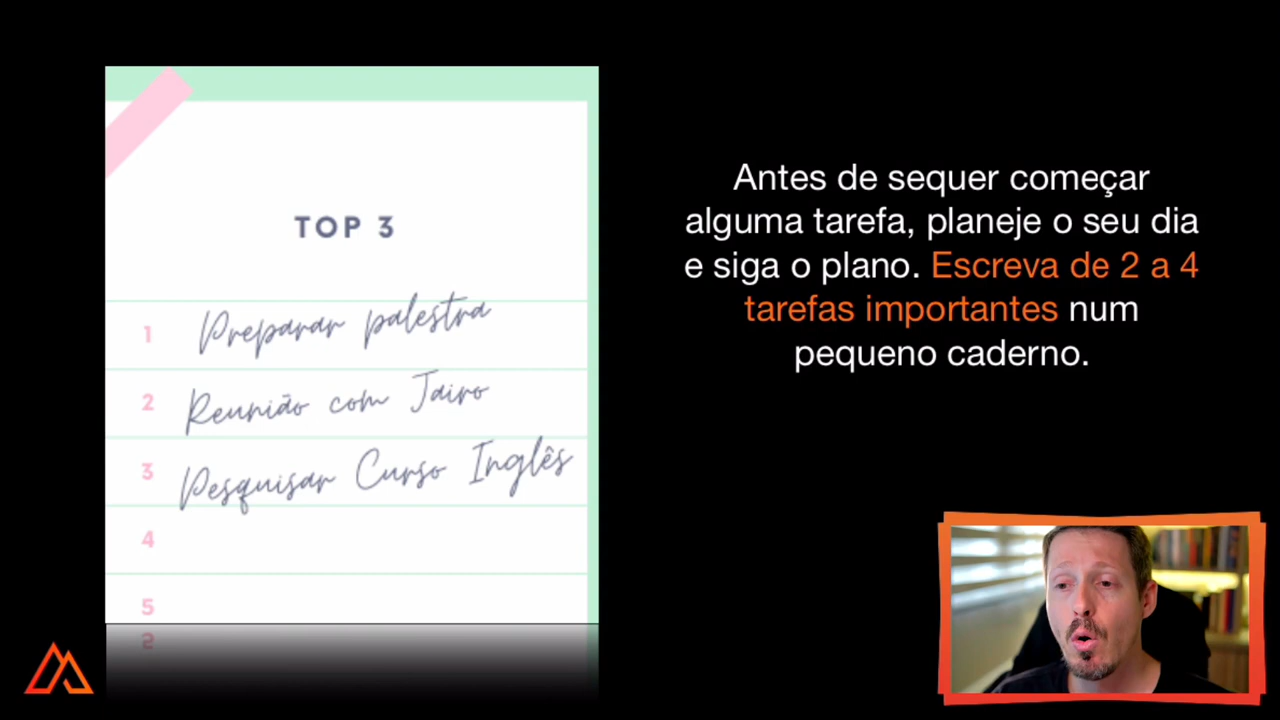 TOP 3
1 Preparar palestra
2 Reunião com Jairo
3 Pesquisar Curso Inglês
4
5
Antes de sequer começar
alguma tarefa, planeje o seu dia
e siga o plano. Escreva de 2 a 4
tarefas importantes num
pequeno caderno.